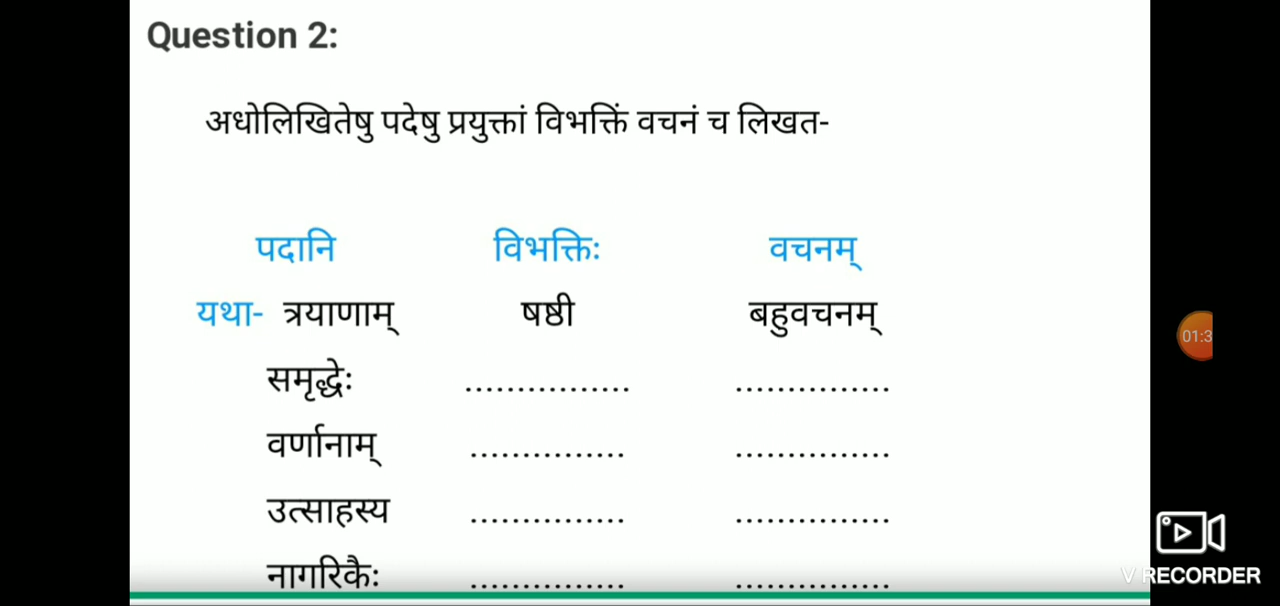 Question 2:
अधोलिखितेषु पदेषु प्रयुक्तां विभक्तिं वचनं च लिखत-
पदानि विभक्तिः वचनम्
यथा- त्रयाणाम् षष्ठी बहुवचनम्
समृद्धेः ................ ...............
वर्णानाम् ............... ...............
उत्साहस्य ............... ...............
नागरिकैः ............... ...............
01:3
V RECORDER